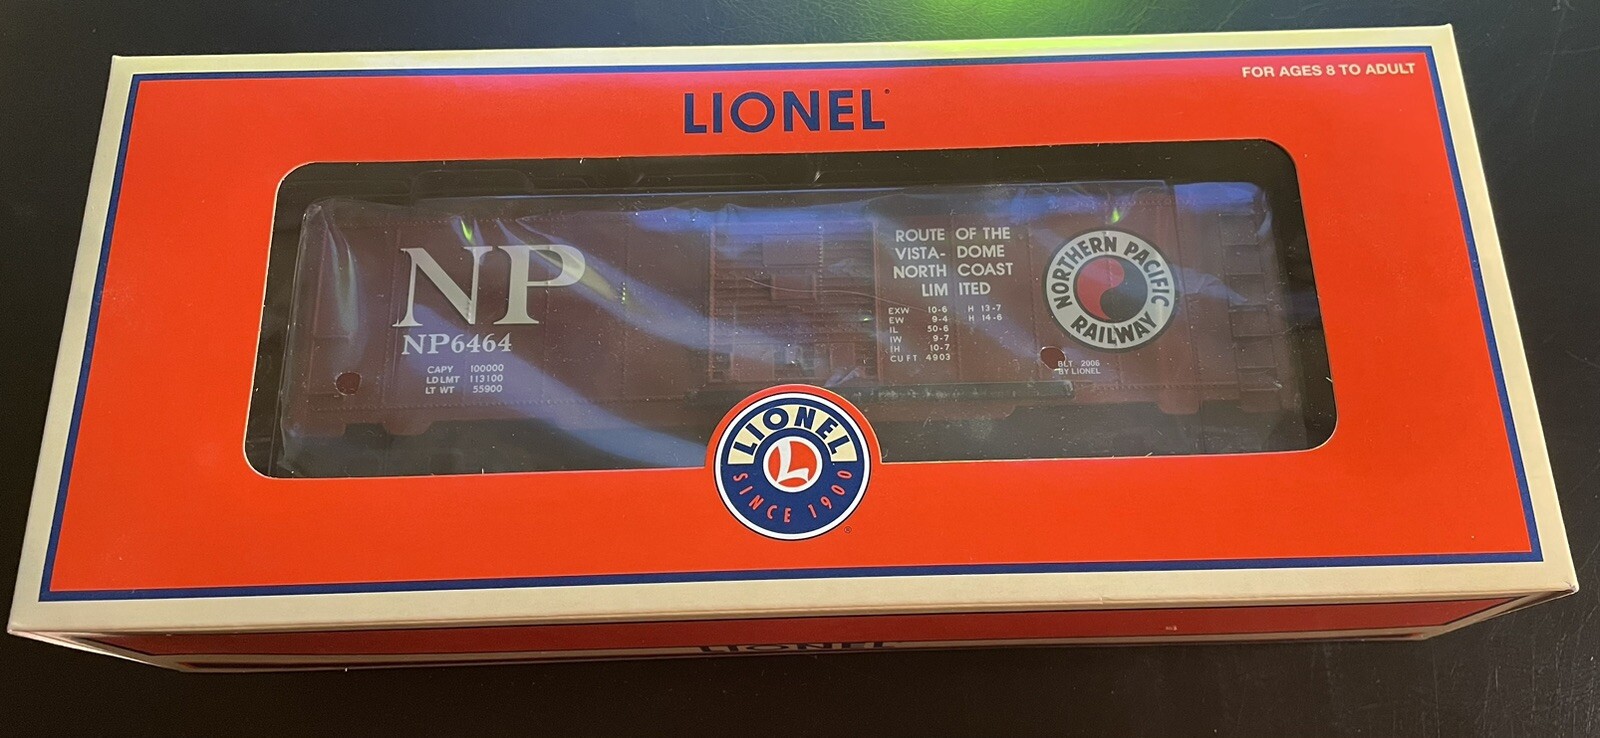 FOR AGES 8 TO ADULT
LIONEL
NP
NP6464
CAPY 100000
LD LMT 113100
LT WT 55900
ROUTE OF THE
VISTA- DOME
NORTH COAST
LIM ITED
EXW 10-6 H 13-7
EW 9-4 H 14-6
IL 50-6
IW 9-7
IH 10-7
CU FT 4903
NORTHERN PACIFIC
RAILWAY
BLT 2006
BY LIONEL
LIONEL
L
SINCE 1900
®
LIONEL